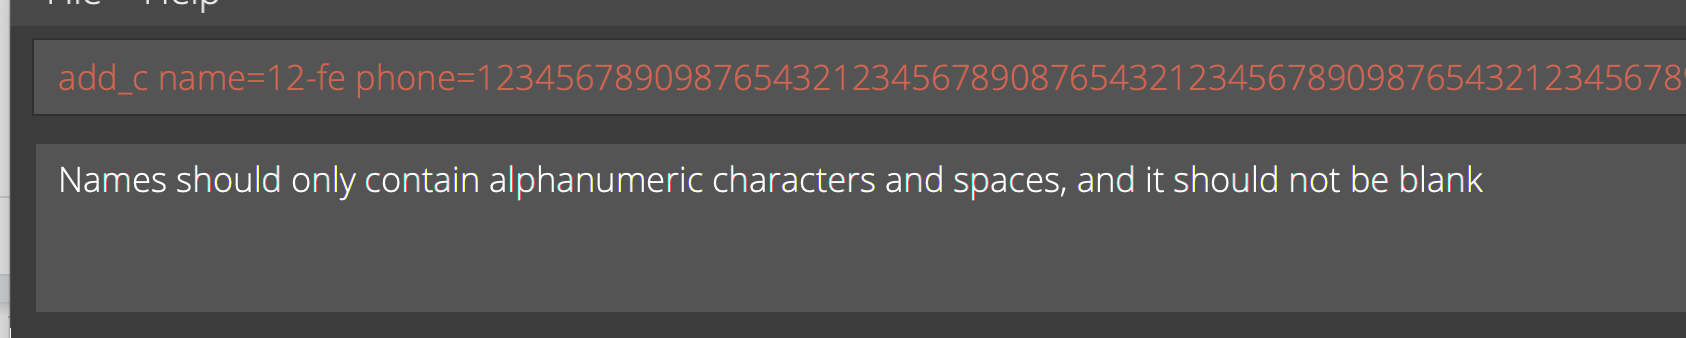 File Help
add_c name=12-fe phone=1234567890987654321234567890876543212345678909876543212345678
Names should only contain alphanumeric characters and spaces, and it should not be blank